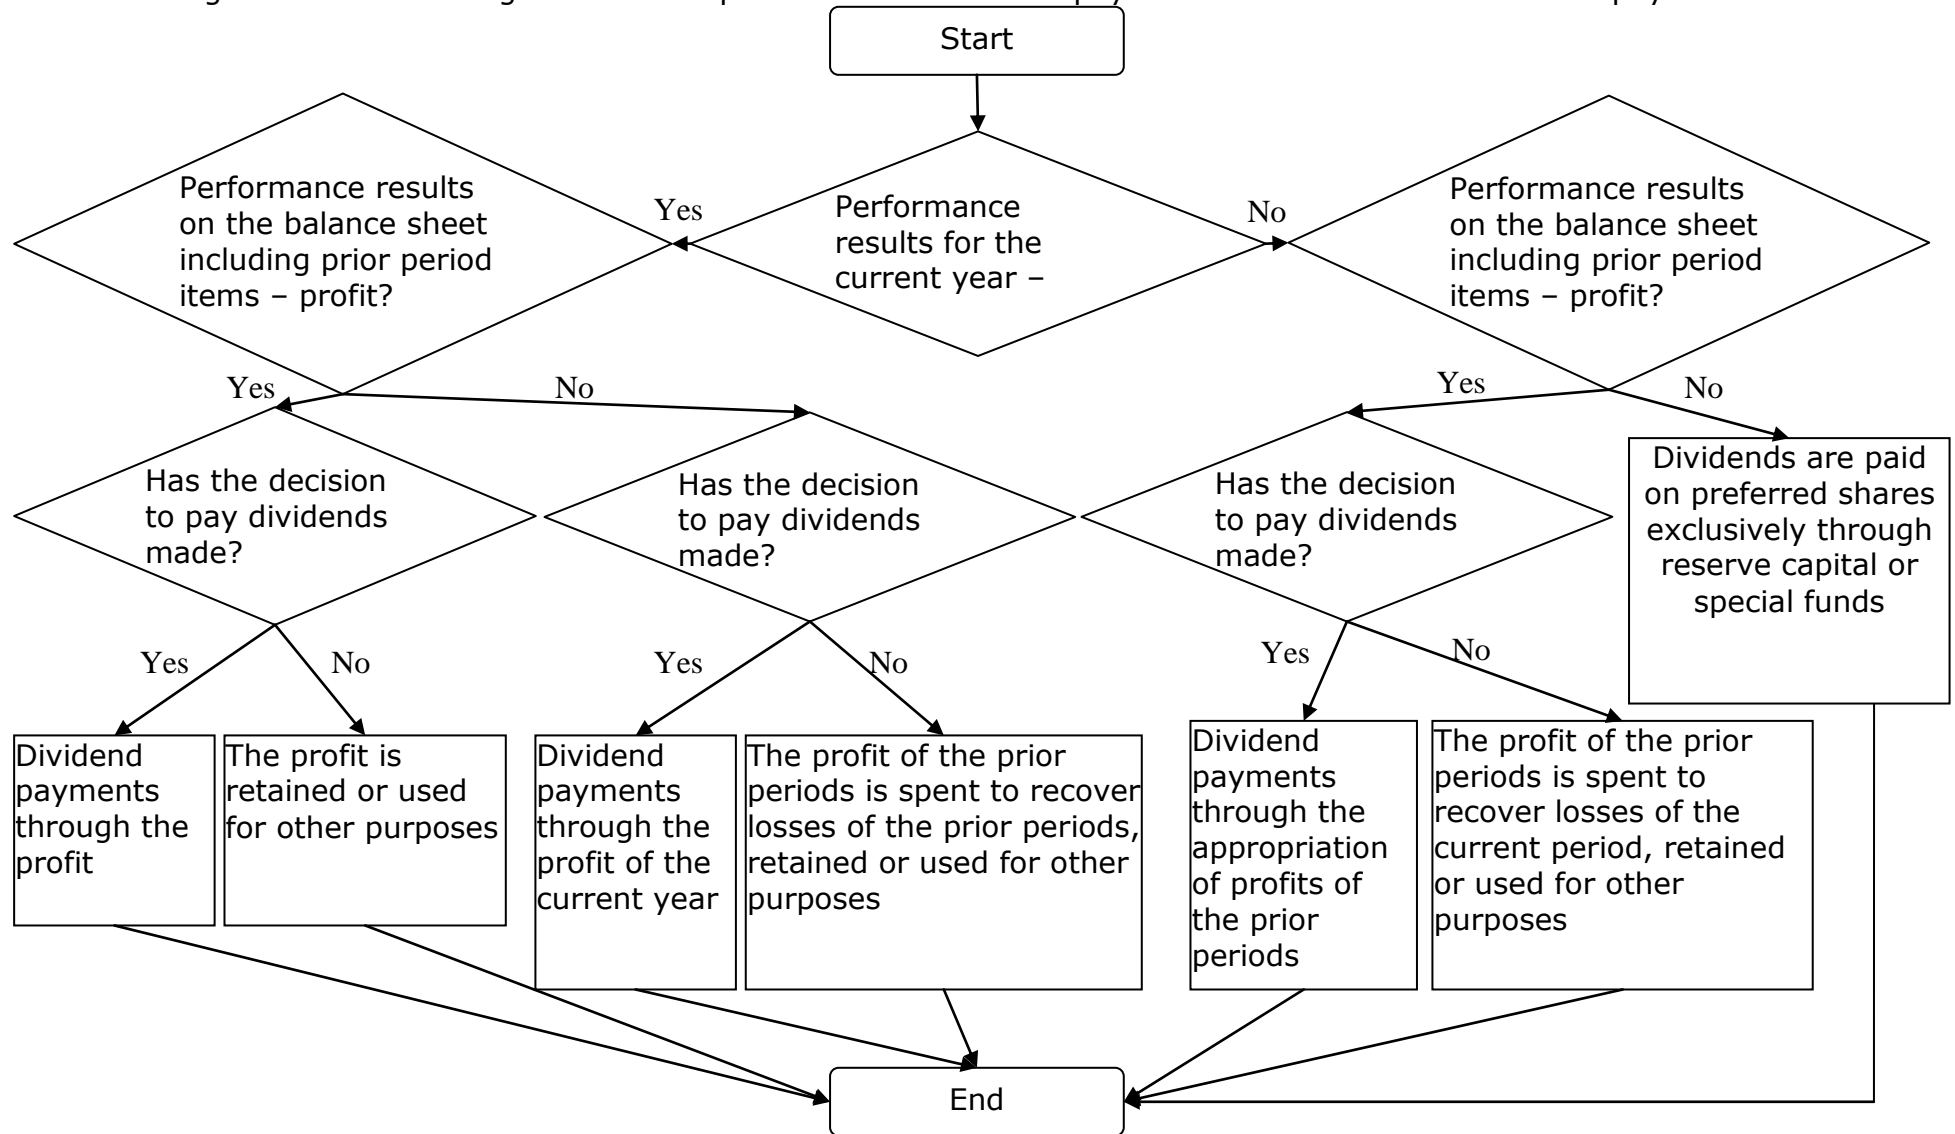 Start
Performance results
on the balance sheet
including prior period
items – profit?
Yes
Performance
results for the
current year –
No
Performance results
on the balance sheet
including prior period
items – profit?
Yes
No
Yes
No
Has the decision
to pay dividends
made?
Has the decision
to pay dividends
made?
Has the decision
to pay dividends
made?
Dividends are paid
on preferred shares
exclusively through
reserve capital or
special funds
Yes
No
Yes
No
Yes
No
Dividend
payments
through the
profit
The profit is
retained or used
for other purposes
Dividend
payments
through the
profit of the
current year
The profit of the prior
periods is spent to recover
losses of the prior periods,
retained or used for other
purposes
Dividend
payments
through the
appropriation
of profits of
the prior
periods
The profit of the prior
periods is spent to
recover losses of the
current period, retained
or used for other
purposes
End